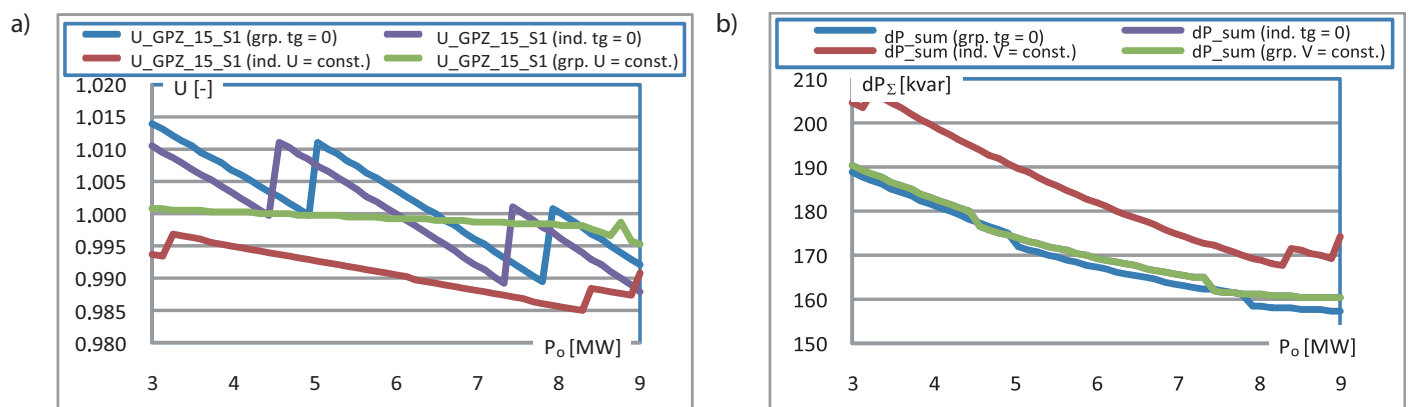 a)
U_GPZ_15_S1 (grp. tg = 0) U_GPZ_15_S1 (ind. tg = 0)
U_GPZ_15_S1 (ind. U = const.) U_GPZ_15_S1 (grp. U = const.)
U [-]
1.020
1.015
1.010
1.005
1.000
0.995
0.990
0.985
0.980
Po [MW]
3 4 5 6 7 8 9
b)
dP_sum (grp. tg = 0) dP_sum (ind. tg = 0)
dP_sum (ind. V = const.) dP_sum (grp. V = const.)
dPΣ [kvar]
210
200
190
180
170
160
150
Po [MW]
3 4 5 6 7 8 9